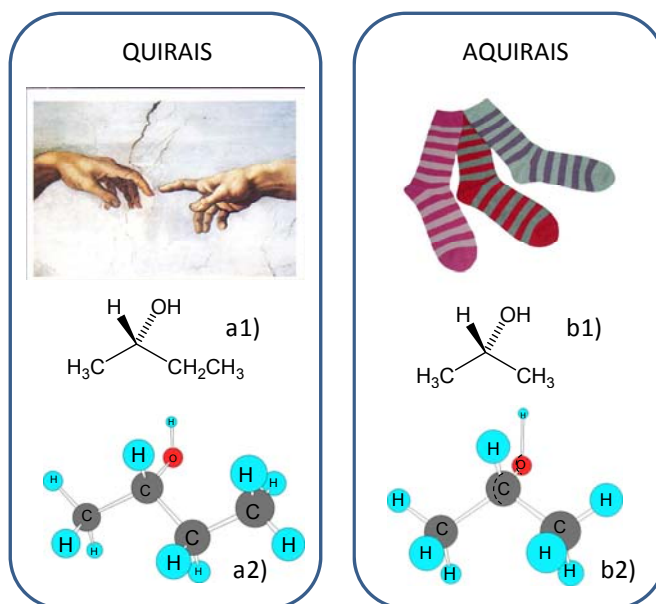 QUIRAIS
H OH
a1)
H₃C CH₂CH₃
H
H O
H C H H
C C
H H C H
H H
a2)
AQUIRAIS
H OH
b1)
H₃C CH₃
H
H O
C
H H
C C
H H
H H
b2)